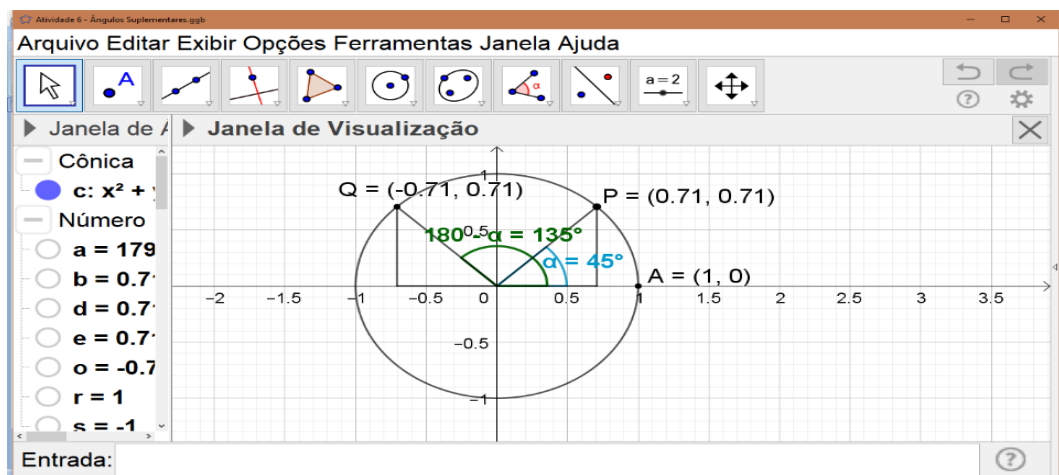 Atividade 6 - Ângulos Suplementares.ggb
Arquivo Editar Exibir Opções Ferramentas Janela Ajuda
A
α
a = 2
Janela de
Janela de Visualização
Cônica
c: x² +
Número
a = 179
b = 0.7
d = 0.7
e = 0.7
o = -0.7
r = 1
s = -1
1
Q = (-0.71, 0.71)
P = (0.71, 0.71)
0.5
180 - α = 135°
α = 45°
A = (1, 0)
-2 -1.5 -1 -0.5 0 0.5 1 1.5 2 2.5 3 3.5
-0.5
-1
Entrada: